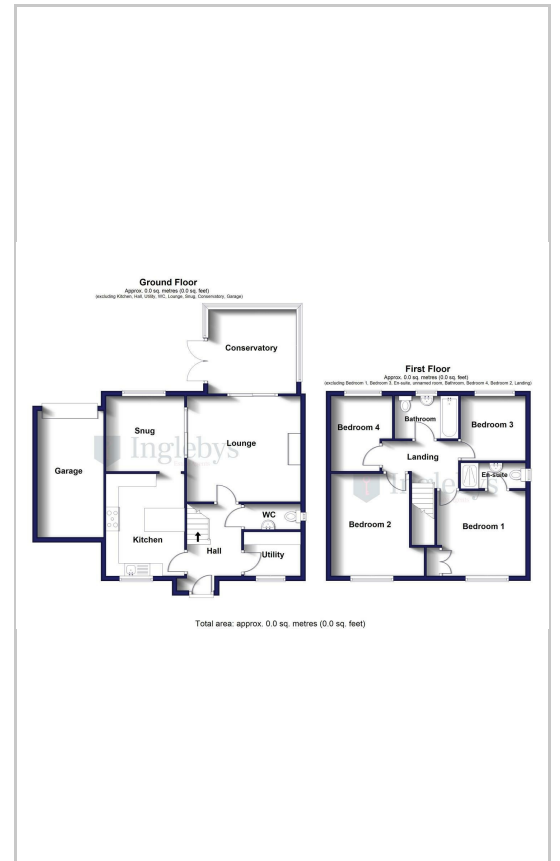 Ground Floor
Approx. 0.0 sq. metres (0.0 sq. feet)
(excluding Kitchen, Hall, Utility, WC, Lounge, Snug, Conservatory, Garage)
Conservatory
Snug
Lounge
Inglebys
Garage
WC
Kitchen
Hall
Utility
First Floor
Approx. 0.0 sq. metres (0.0 sq. feet)
(excluding Bedroom 1, Bedroom 3, En-suite, unnamed room, Bathroom, Bedroom 4, Bedroom 2, Landing)
Bedroom 4
Bathroom
Bedroom 3
Landing
En-suite
Inglebys
Bedroom 2
Bedroom 1
Total area: approx. 0.0 sq. metres (0.0 sq. feet)